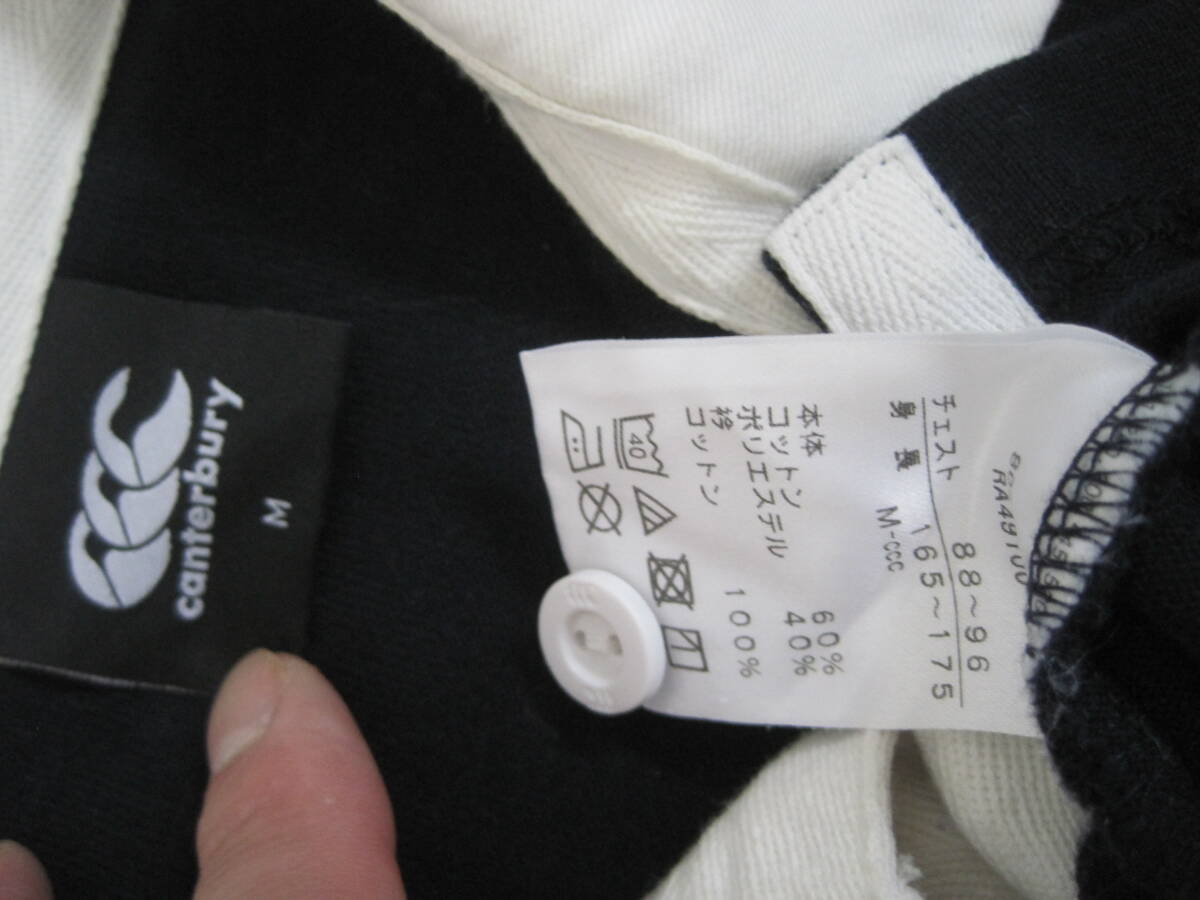 canterbury
M
RA49100
チェスト 88~96
身長 165~175
M-CCC
本体
コットン 60%
ポリエステル 40%
衿
コットン 100%
40